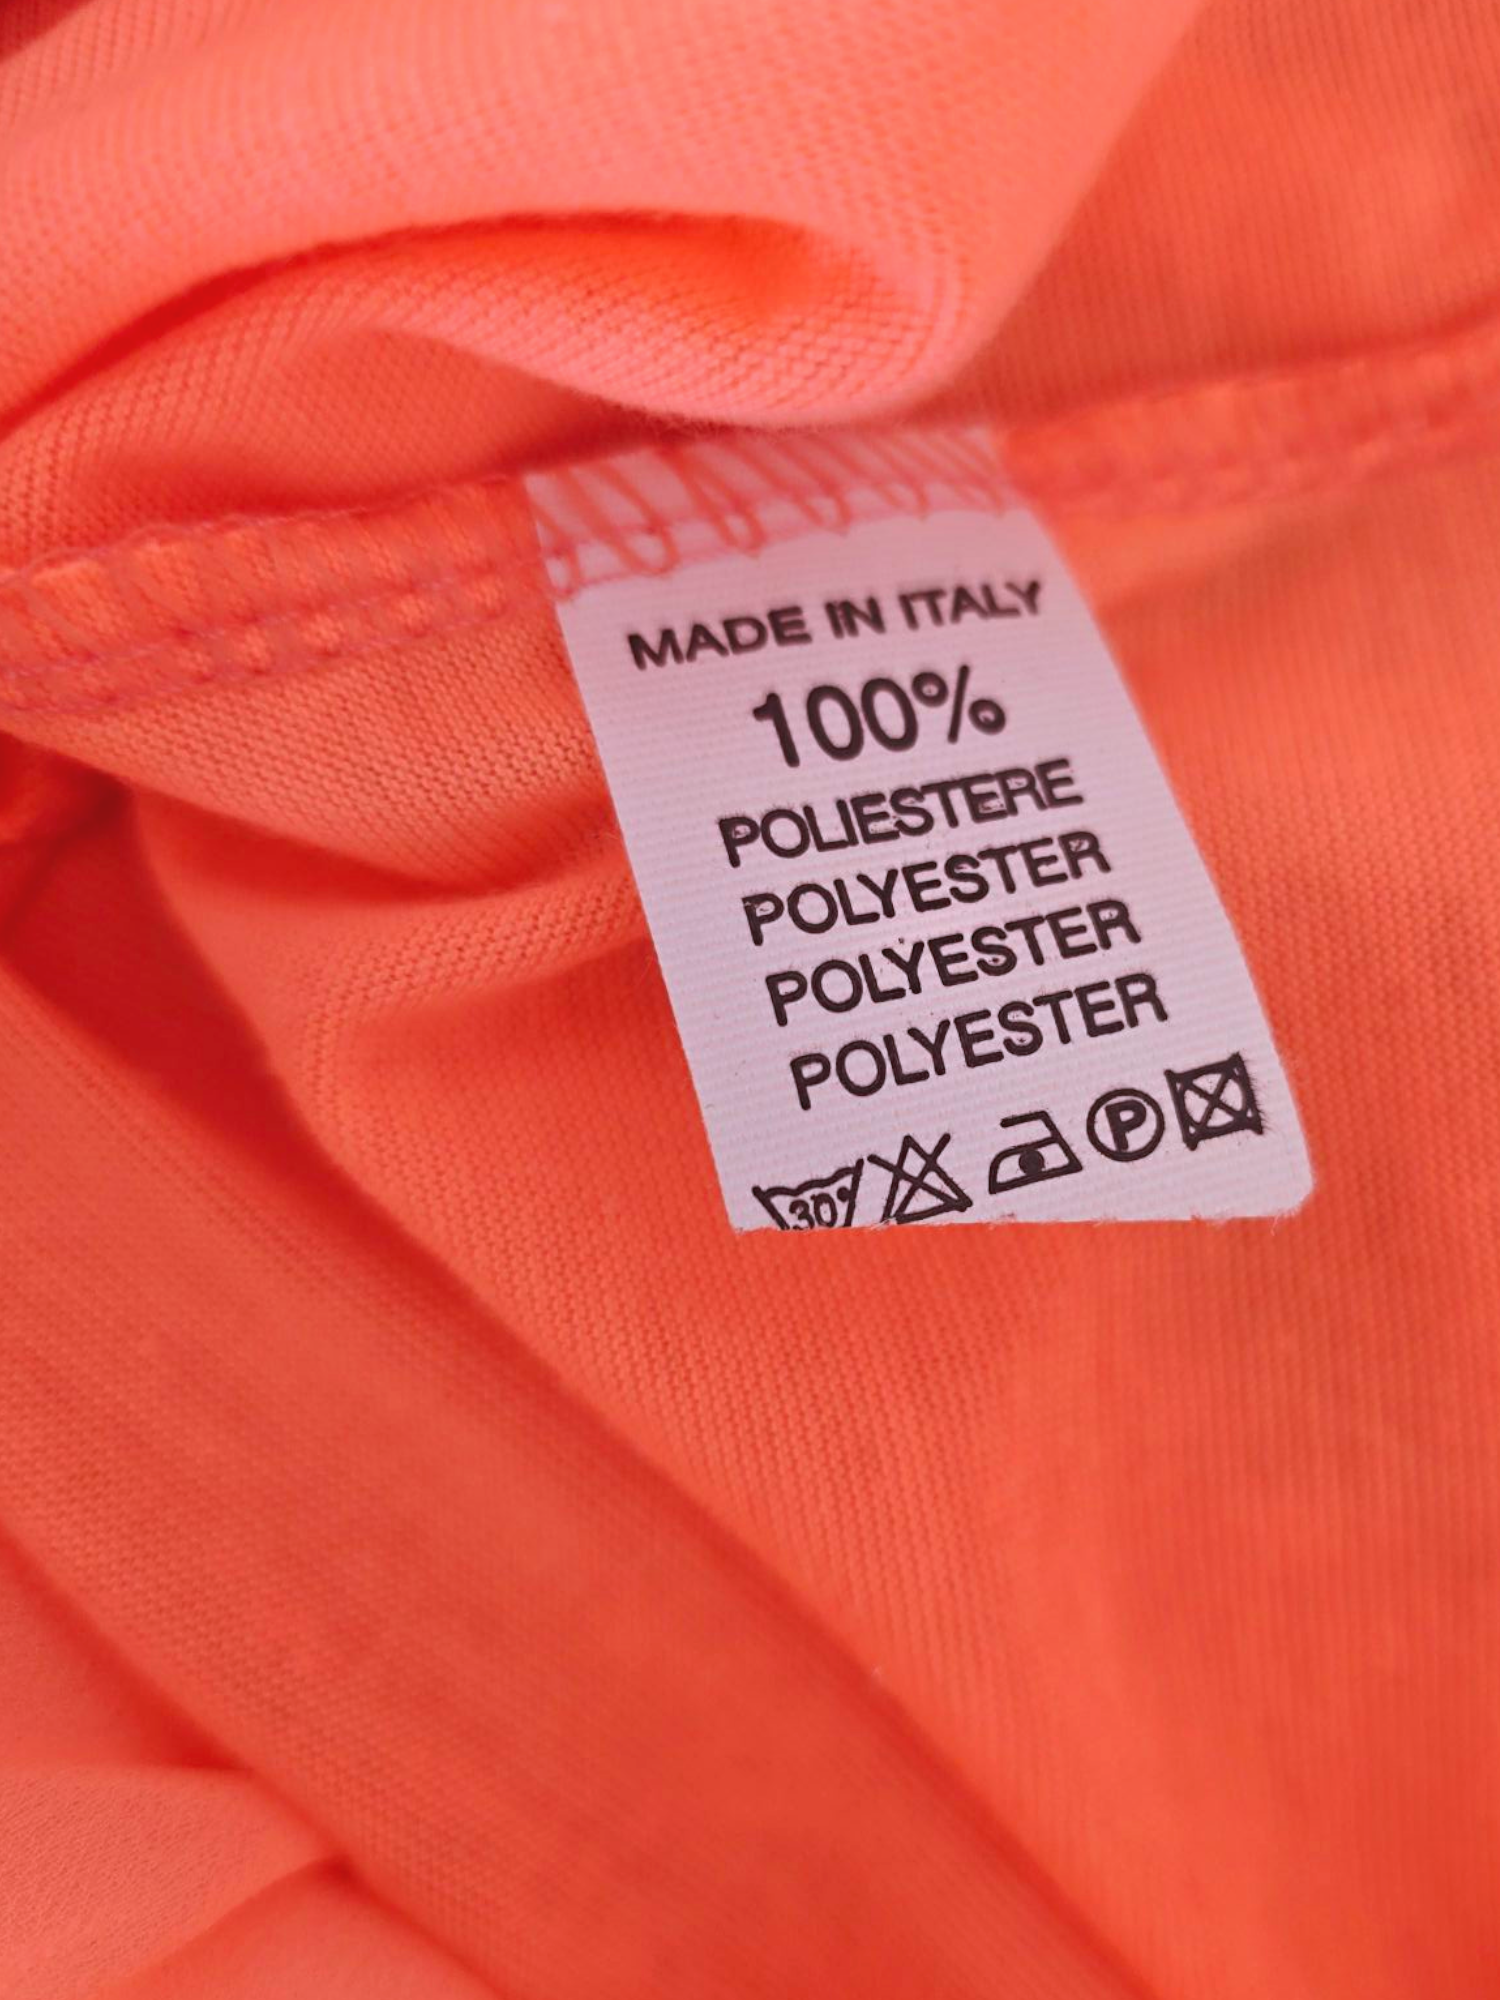 MADE IN ITALY
100%
POLIESTERE
POLYESTER
POLYESTER
POLYESTER
30° P